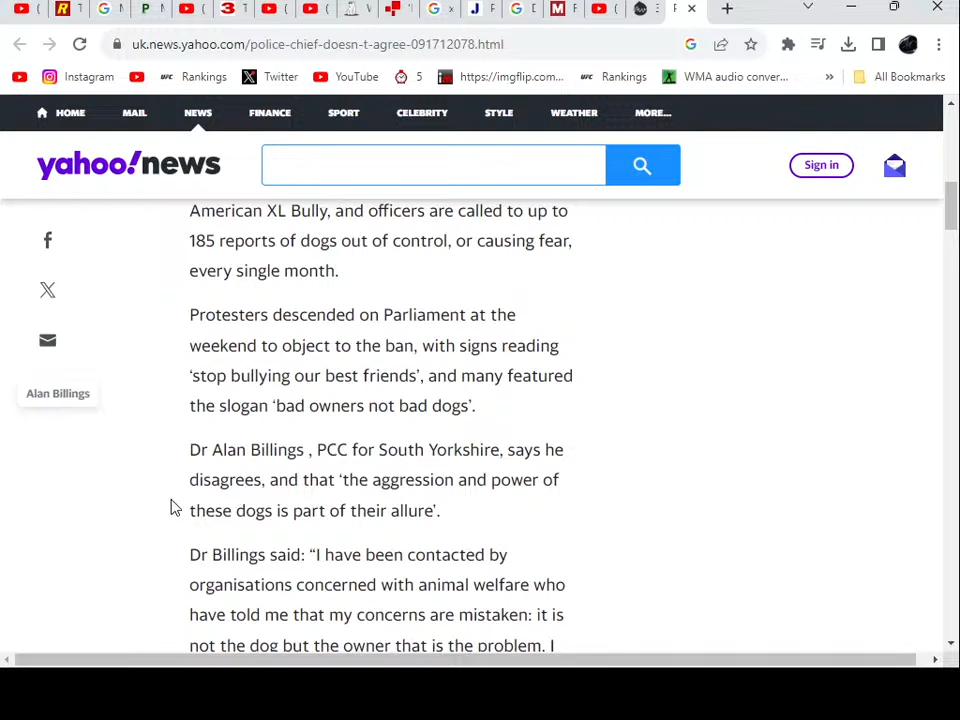 uk.news.yahoo.com/police-chief-doesn-t-agree-091712078.html
Instagram
UFC Rankings
Twitter
YouTube
5
https://imgflip.com...
UFC Rankings
WMA audio conver...
»
All Bookmarks
HOME MAIL NEWS FINANCE SPORT CELEBRITY STYLE WEATHER MORE...
yahoo!news
Sign in
American XL Bully, and officers are called to up to
185 reports of dogs out of control, or causing fear,
every single month.
Protesters descended on Parliament at the
weekend to object to the ban, with signs reading
‘stop bullying our best friends’, and many featured
the slogan ‘bad owners not bad dogs’.
Alan Billings
Dr Alan Billings , PCC for South Yorkshire, says he
disagrees, and that ‘the aggression and power of
these dogs is part of their allure’.
Dr Billings said: “I have been contacted by
organisations concerned with animal welfare who
have told me that my concerns are mistaken: it is
not the dog but the owner that is the problem. I